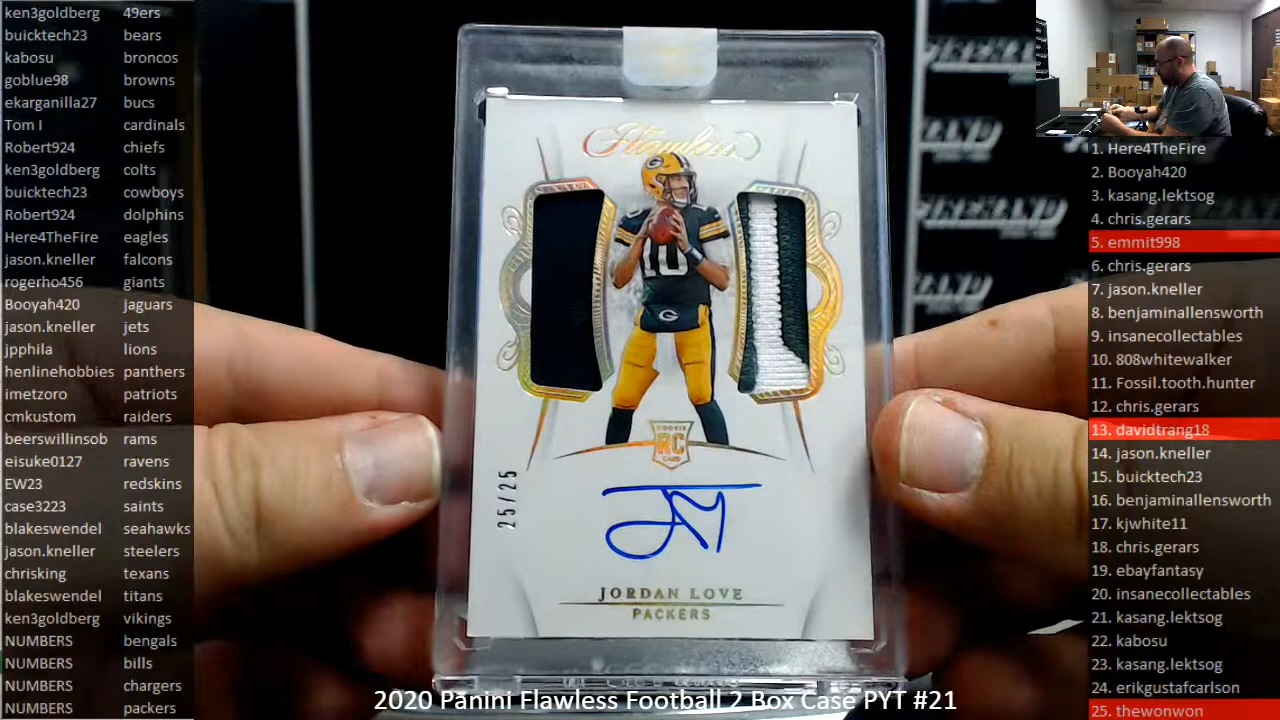 ken3goldberg 49ers
buicktech23 bears
kabosu broncos
goblue98 browns
ekarganilla27 bucs
Tom I cardinals
Robert924 chiefs
ken3goldberg colts
buicktech23 cowboys
Robert924 dolphins
Here4TheFire eagles
jason.kneller falcons
rogerho456 giants
Booyah420 jaguars
jason.kneller jets
jpphila lions
henlinehobbies panthers
imetzoro patriots
cmkustom raiders
beerswillinsob rams
eisuke0127 ravens
EW23 redskins
case3223 saints
blakeswendel seahawks
jason.kneller steelers
chrisking texans
blakeswendel titans
ken3goldberg vikings
NUMBERS bengals
NUMBERS bills
NUMBERS chargers
NUMBERS packers
Flawless
10
G
ROOKIE
RC
CARD
25/25
JORDAN LOVE
PACKERS
2020 Panini Flawless Football 2 Box Case PYT #21
1. Here4TheFire
2. Booyah420
3. kasang.lektsog
4. chris.gerars
5. emmit998
6. chris.gerars
7. jason.kneller
8. benjaminallensworth
9. insanecollectables
10. 808whitewalker
11. Fossil.tooth.hunter
12. chris.gerars
13. davidtrang18
14. jason.kneller
15. buicktech23
16. benjaminallensworth
17. kjwhite11
18. chris.gerars
19. ebayfantasy
20. insanecollectables
21. kasang.lektsog
22. kabosu
23. kasang.lektsog
24. erikgustafcarlson
25. thewonwon